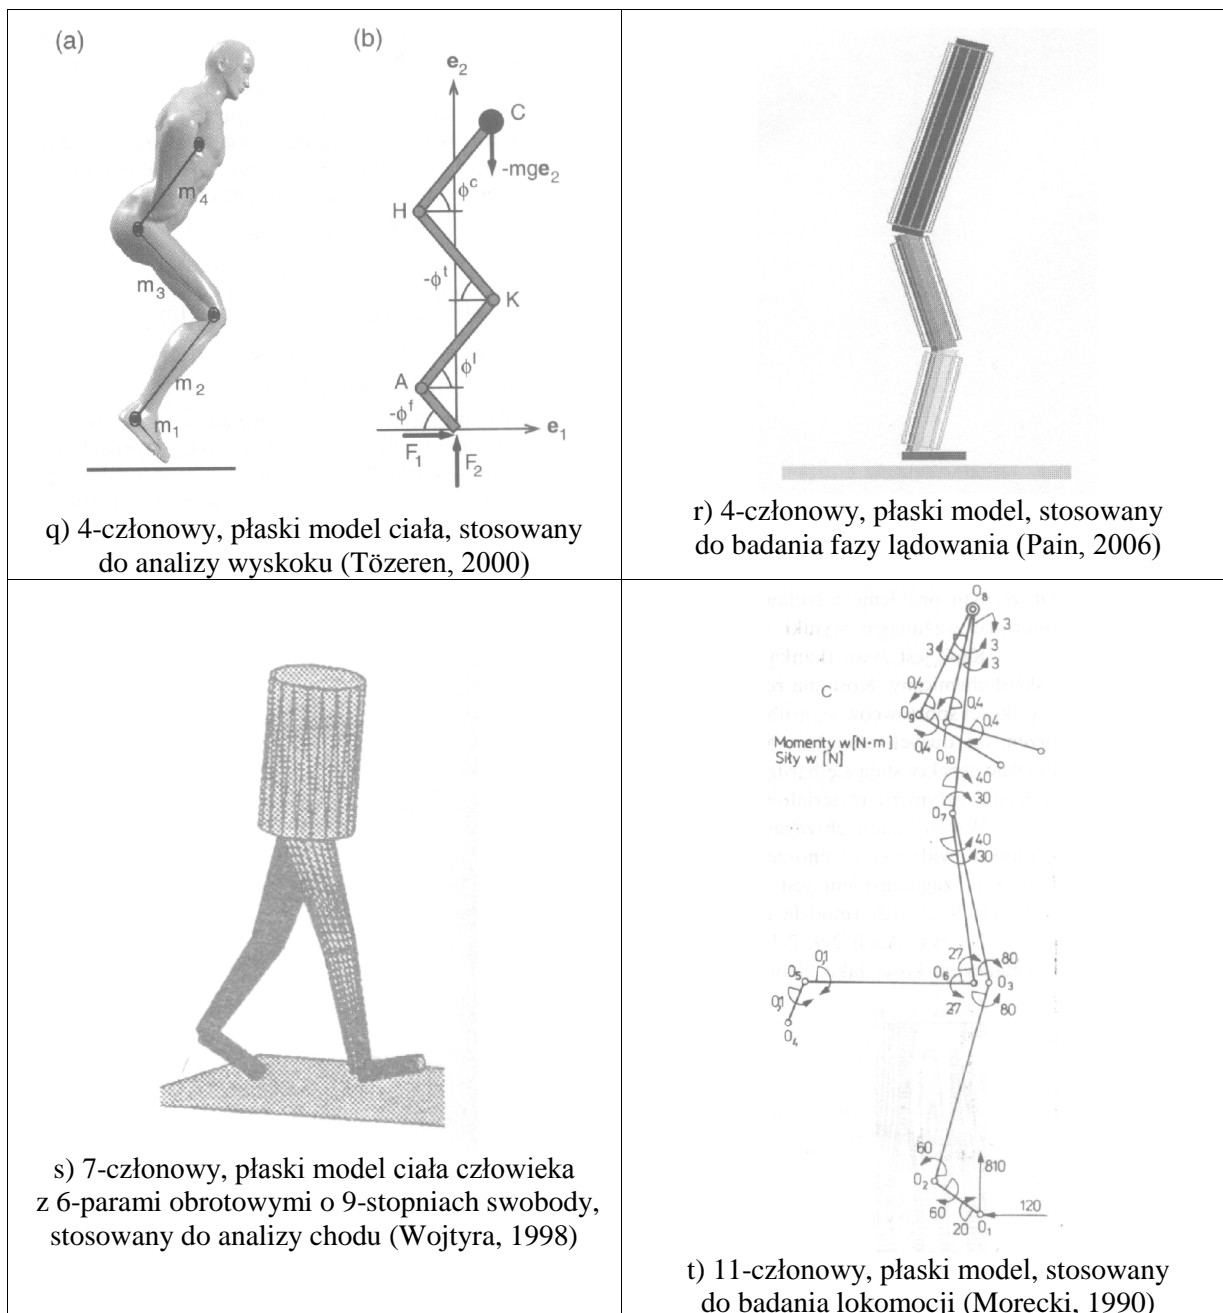 (a)
(b)
e₂
C
-mge₂
ϕᶜ
H
m₄
-ϕᵗ
K
m₃
A
ϕˡ
m₂
-ϕᶠ
m₁
e₁
F₁
F₂
q) 4-członowy, płaski model ciała, stosowany
do analizy wyskoku (Tözeren, 2000)
r) 4-członowy, płaski model, stosowany
do badania fazy lądowania (Pain, 2006)
s) 7-członowy, płaski model ciała człowieka
z 6-parami obrotowymi o 9-stopniach swobody,
stosowany do analizy chodu (Wojtyra, 1998)
O₈
3
3
3
3
C
0,4
0,4
O₉
0,4
0,4
Momenty w [N·m]
Siły w [N]
O₁₀
40
30
O₇
40
30
0,1
27
80
O₅
O₆
O₃
0,1
27
80
O₄
60
810
O₂
60
20
O₁
120
t) 11-członowy, płaski model, stosowany
do badania lokomocji (Morecki, 1990)